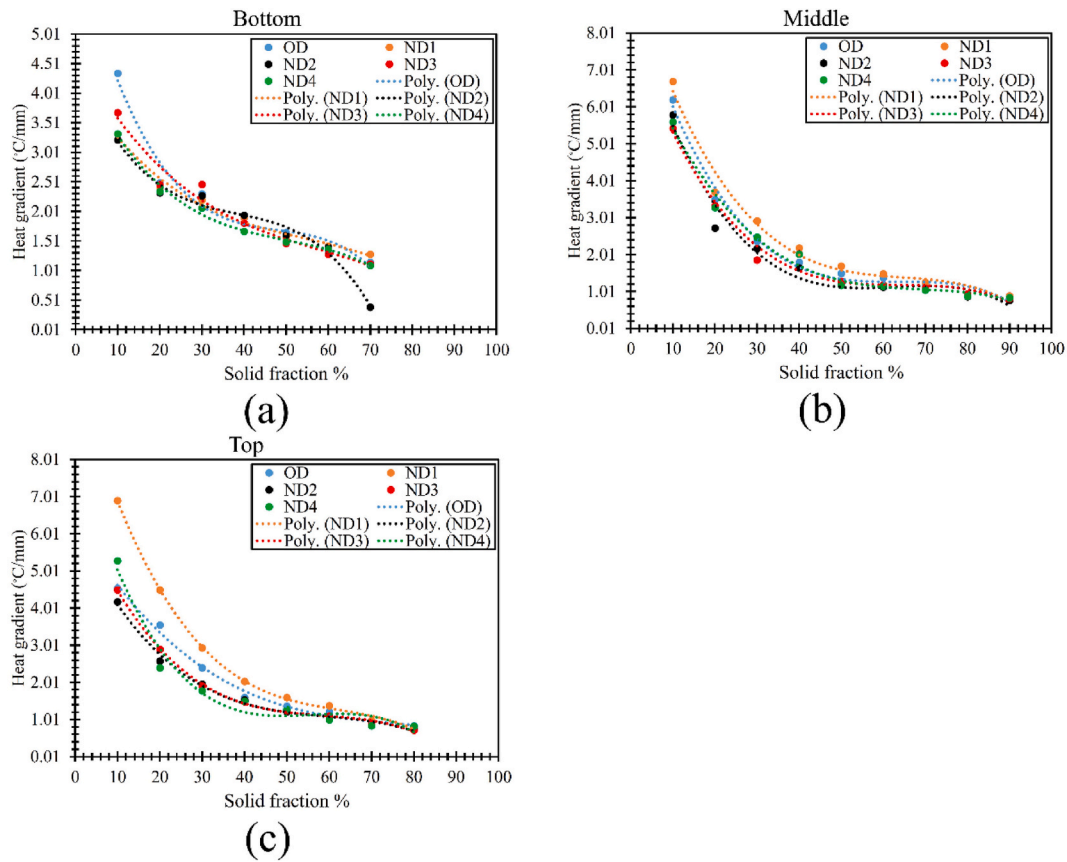 Bottom
5.01
4.51
4.01
3.51
3.01
2.51
2.01
1.51
1.01
0.51
0.01
Heat gradient (°C/mm)
OD ND1
ND2 ND3
ND4 Poly. (OD)
Poly. (ND1) Poly. (ND2)
Poly. (ND3) Poly. (ND4)
0 10 20 30 40 50 60 70 80 90 100
Solid fraction %
(a)
Middle
8.01
7.01
6.01
5.01
4.01
3.01
2.01
1.01
0.01
Heat gradient (°C/mm)
OD ND1
ND2 ND3
ND4 Poly. (OD)
Poly. (ND1) Poly. (ND2)
Poly. (ND3) Poly. (ND4)
0 10 20 30 40 50 60 70 80 90 100
Solid fraction %
(b)
Top
8.01
7.01
6.01
5.01
4.01
3.01
2.01
1.01
0.01
Heat gradient (°C/mm)
OD ND1
ND2 ND3
ND4 Poly. (OD)
Poly. (ND1) Poly. (ND2)
Poly. (ND3) Poly. (ND4)
0 10 20 30 40 50 60 70 80 90 100
Solid fraction %
(c)